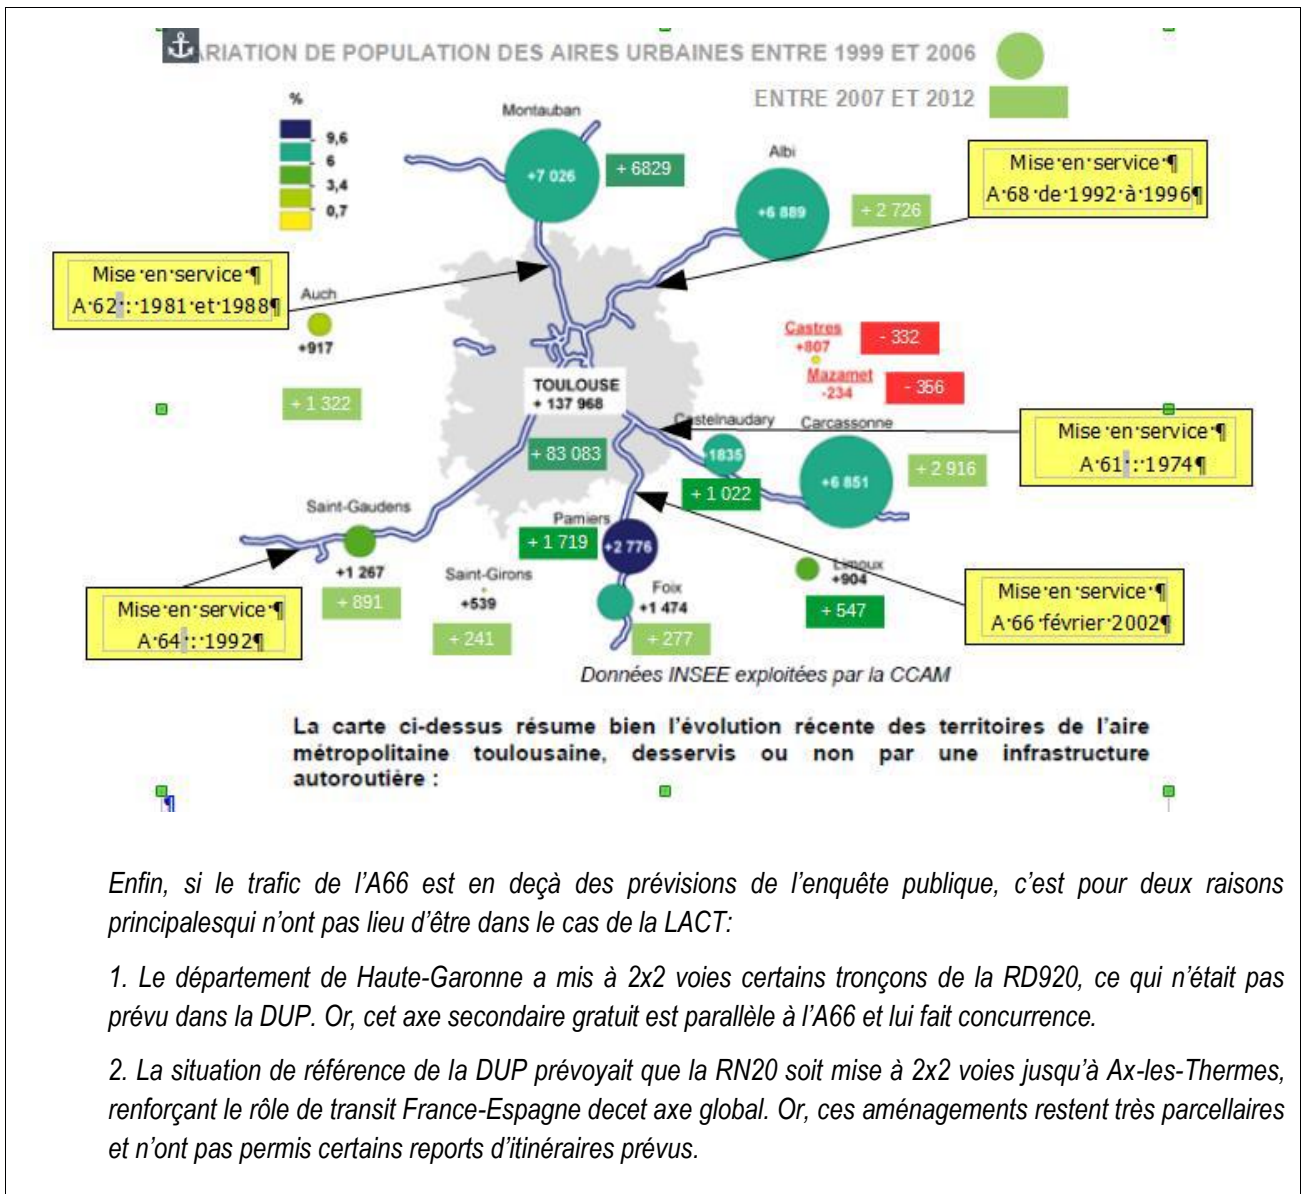 ARIATION DE POPULATION DES AIRES URBAINES ENTRE 1999 ET 2006
ENTRE 2007 ET 2012
%
9,6
6
3,4
0,7
Montauban
+7 026
+ 6829
Albi
+6 889
+ 2 726
Mise·en·service·¶
A·68·de·1992·à·1996¶
Mise·en·service·¶
A·62·:·1981·et·1988¶
Auch
+917
+ 1 322
Castres
+807
- 332
Mazamet
-234
- 356
TOULOUSE
+ 137 968
+ 83 083
Castelnaudary
+1835
+ 1 022
Carcassonne
+6 851
+ 2 916
Mise·en·service·¶
A·61·:·1974¶
Saint-Gaudens
+1 267
+ 891
Pamiers
+ 1 719
+2 776
Saint-Girons
+539
+ 241
Foix
+1 474
+ 277
Limoux
+904
+ 547
Mise·en·service·¶
A·64·:·1992¶
Mise·en·service·¶
A·66·février·2002¶
Données INSEE exploitées par la CCAM
La carte ci-dessus résume bien l'évolution récente des territoires de l'aire
métropolitaine toulousaine, desservis ou non par une infrastructure
autoroutière :
¶
Enfin, si le trafic de l'A66 est en deçà des prévisions de l'enquête publique, c'est pour deux raisons
principalesqui n'ont pas lieu d'être dans le cas de la LACT:
1. Le département de Haute-Garonne a mis à 2x2 voies certains tronçons de la RD920, ce qui n'était pas
prévu dans la DUP. Or, cet axe secondaire gratuit est parallèle à l'A66 et lui fait concurrence.
2. La situation de référence de la DUP prévoyait que la RN20 soit mise à 2x2 voies jusqu'à Ax-les-Thermes,
renforçant le rôle de transit France-Espagne decet axe global. Or, ces aménagements restent très parcellaires
et n'ont pas permis certains reports d'itinéraires prévus.